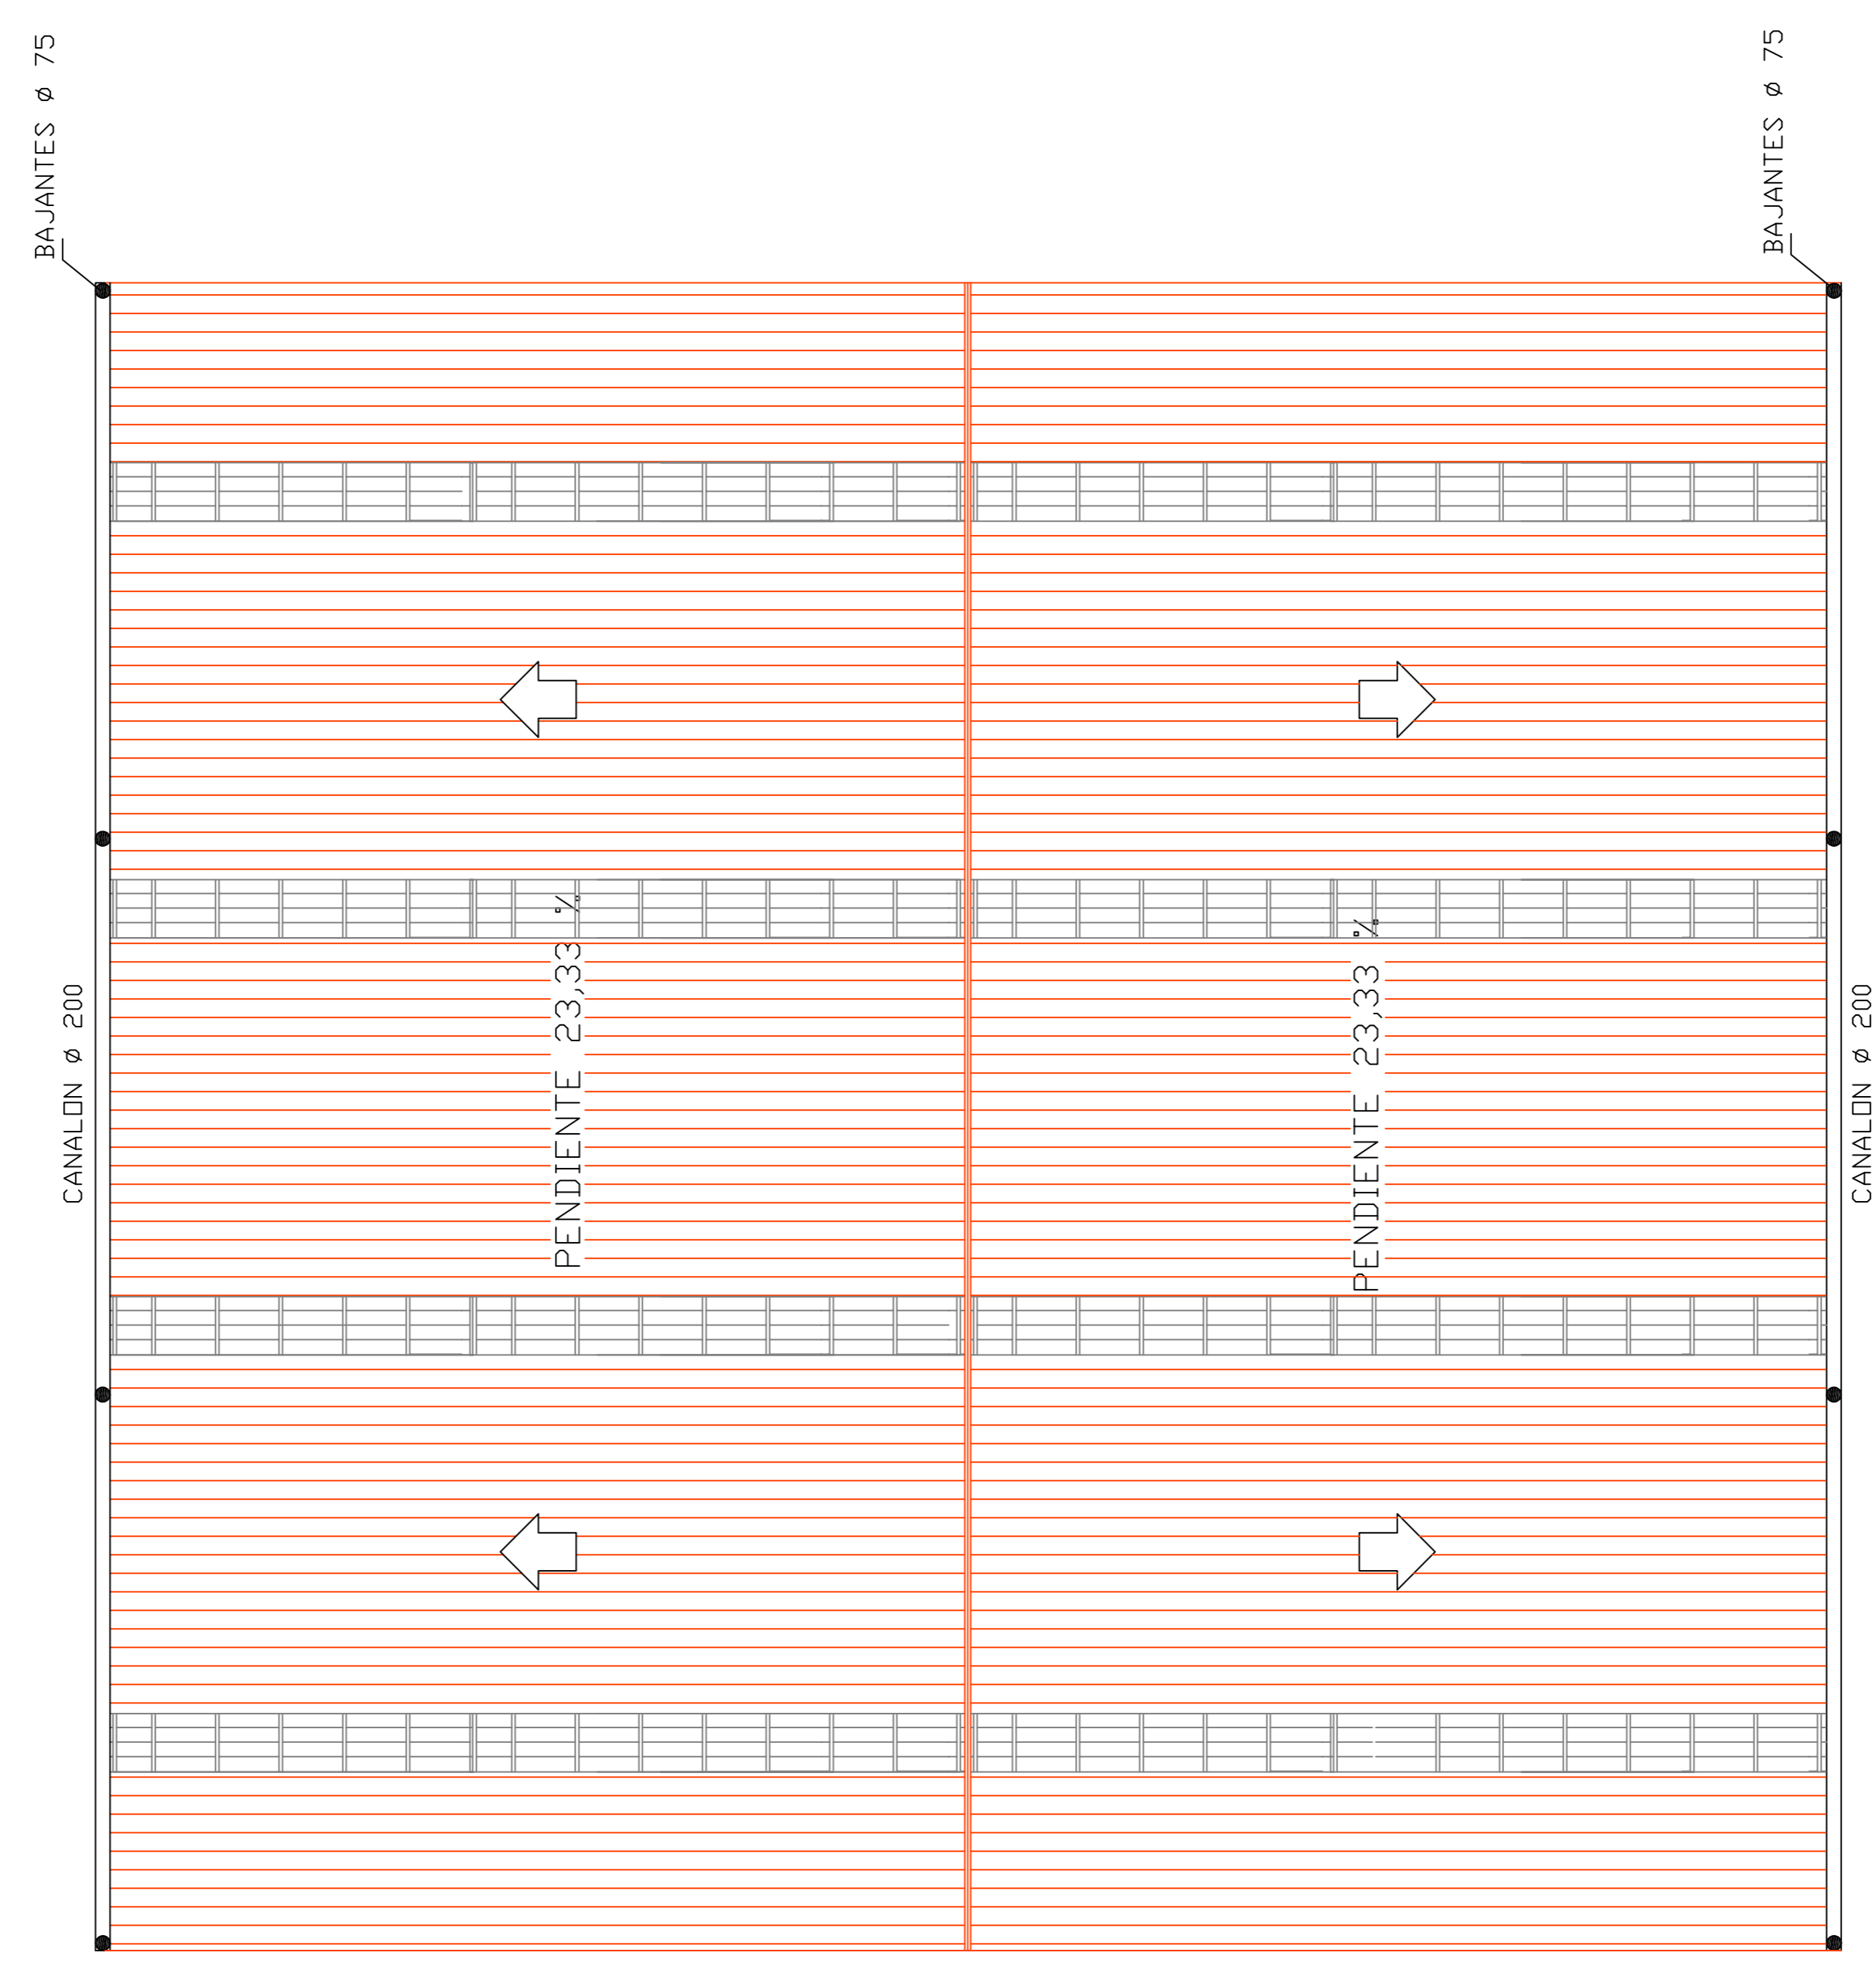 BAJANTES ø 75
BAJANTES ø 75
CANALON ø 200
PENDIENTE 23,33 %
PENDIENTE 23,33 %
CANALON ø 200